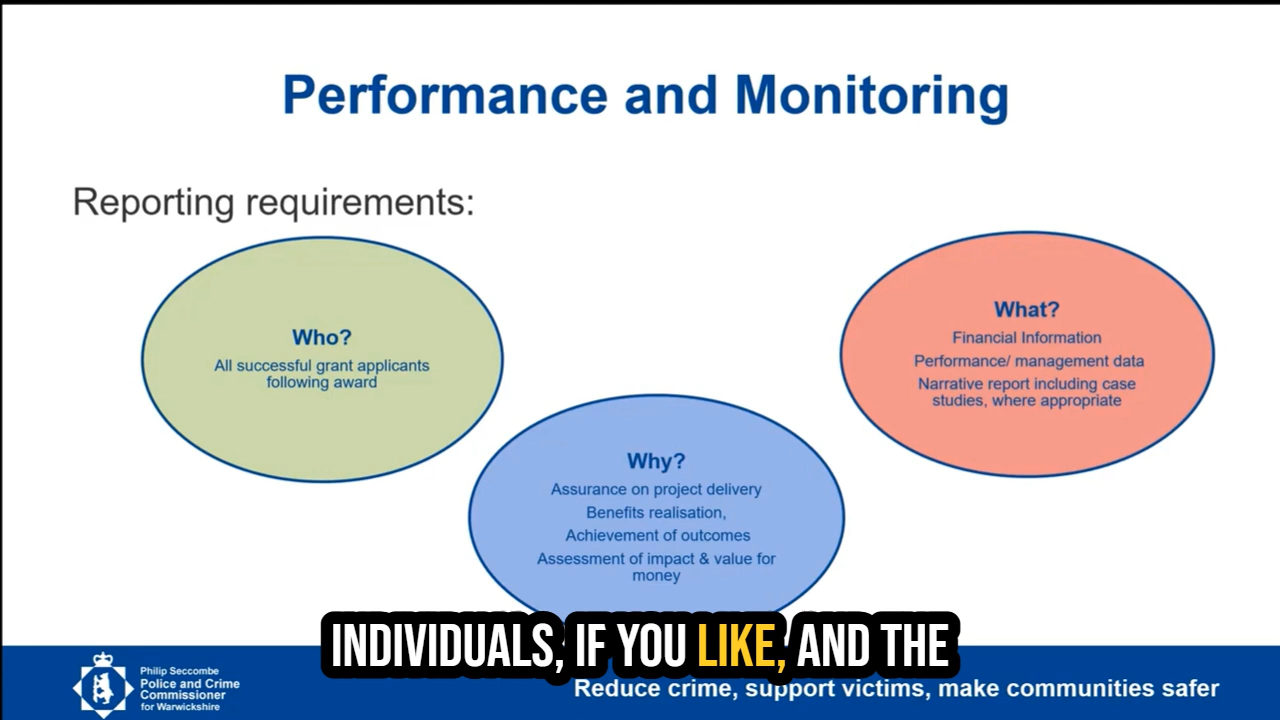 Performance and Monitoring
Reporting requirements:
Who?
All successful grant applicants
following award
What?
Financial Information
Performance/ management data
Narrative report including case
studies, where appropriate
Why?
Assurance on project delivery
Benefits realisation,
Achievement of outcomes
Assessment of impact & value for
money
INDIVIDUALS, IF YOU LIKE, AND THE
Philip Seccombe
Police and Crime
Commissioner
for Warwickshire
Reduce crime, support victims, make communities safer